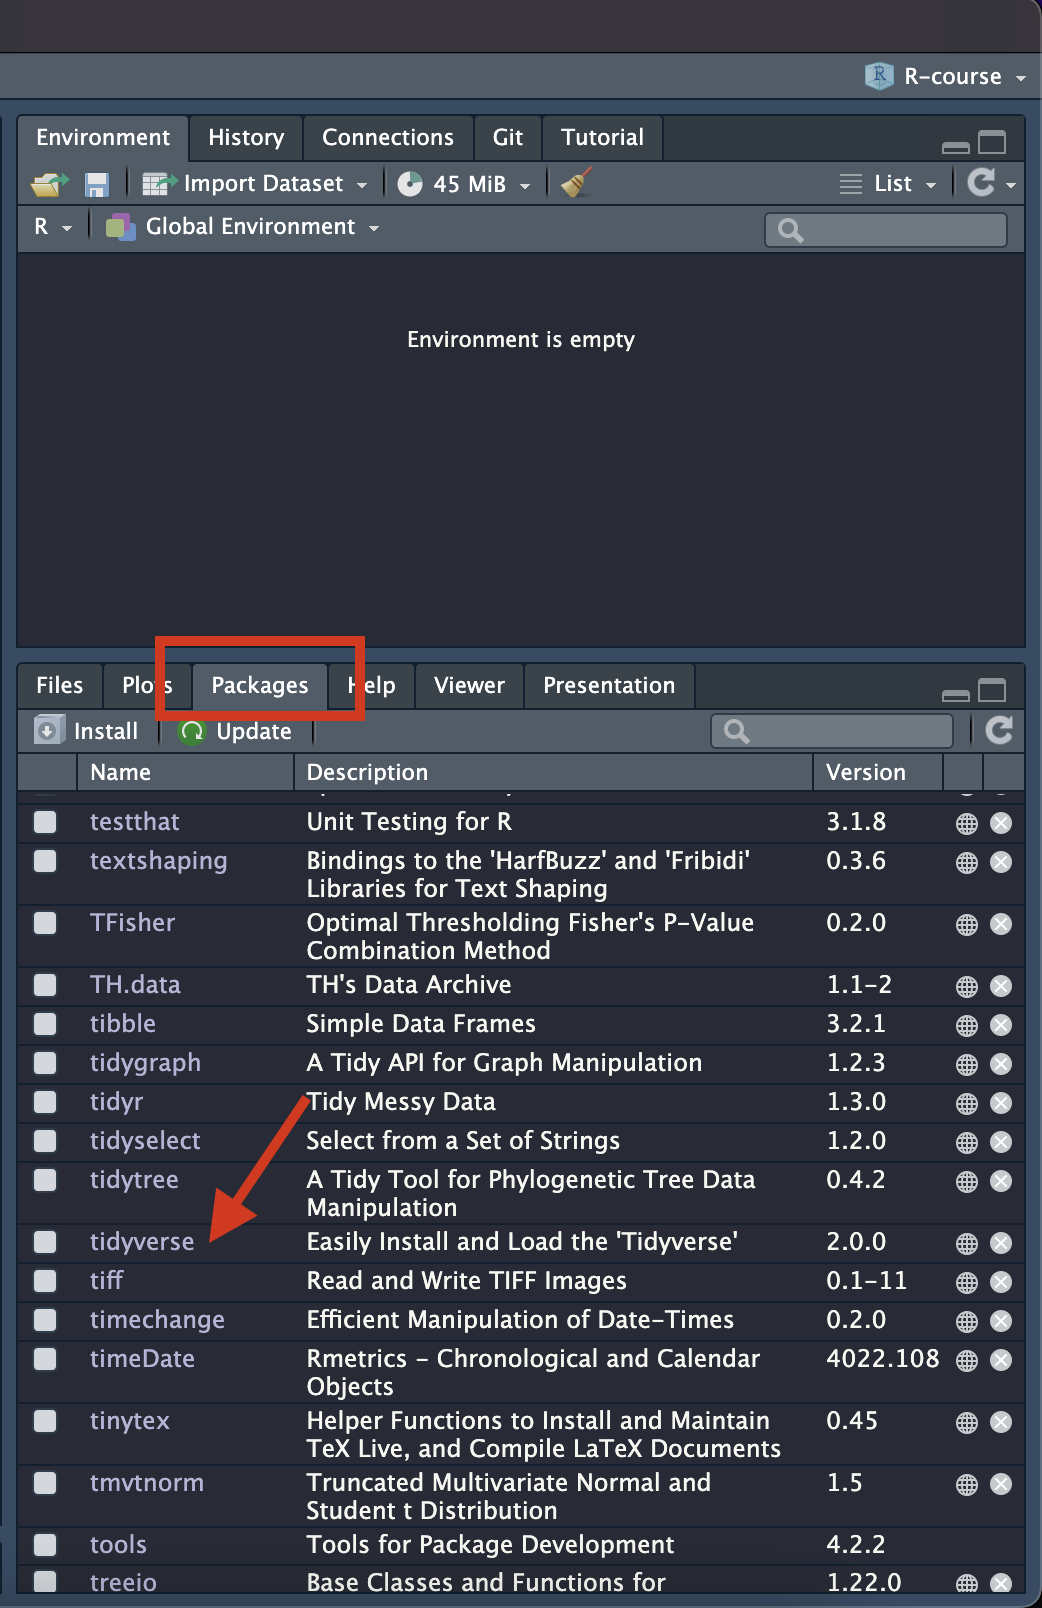 R-course
Environment History Connections Git Tutorial
Import Dataset 45 MiB List
R Global Environment
Environment is empty
Files Plots Packages Help Viewer Presentation
Install Update
Name Description Version
testthat Unit Testing for R 3.1.8
textshaping Bindings to the 'HarfBuzz' and 'Fribidi' 0.3.6
Libraries for Text Shaping
TFisher Optimal Thresholding Fisher's P-Value 0.2.0
Combination Method
TH.data TH's Data Archive 1.1-2
tibble Simple Data Frames 3.2.1
tidygraph A Tidy API for Graph Manipulation 1.2.3
tidyr Tidy Messy Data 1.3.0
tidyselect Select from a Set of Strings 1.2.0
tidytree A Tidy Tool for Phylogenetic Tree Data 0.4.2
Manipulation
tidyverse Easily Install and Load the 'Tidyverse' 2.0.0
tiff Read and Write TIFF Images 0.1-11
timechange Efficient Manipulation of Date-Times 0.2.0
timeDate Rmetrics - Chronological and Calendar 4022.108
Objects
tinytex Helper Functions to Install and Maintain 0.45
TeX Live, and Compile LaTeX Documents
tmvtnorm Truncated Multivariate Normal and 1.5
Student t Distribution
tools Tools for Package Development 4.2.2
treeio Base Classes and Functions for 1.22.0